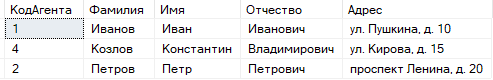 КодАгента Фамилия Имя Отчество Адрес
1 Иванов Иван Иванович ул. Пушкина, д. 10
4 Козлов Константин Владимирович ул. Кирова, д. 15
2 Петров Петр Петрович проспект Ленина, д. 20